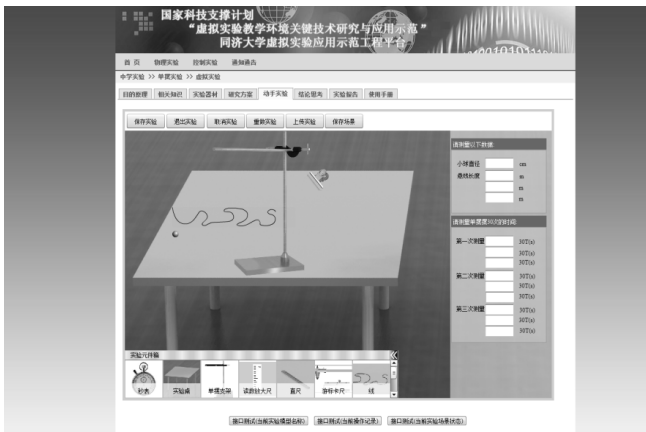 国家科技支撑计划
“虚拟实验教学环境关键技术研究与应用示范”
同济大学虚拟实验应用示范工程平台
首 页 物理实验 控制实验 通知通告
中学实验 >> 单摆实验 >> 虚拟实验
目的原理 相关知识 实验器材 研究方案 动手实验 结论思考 实验报告 使用手册
保存实验 退出实验 取消实验 重做实验 上传实验 保存场景
请测量以下数值
小球直径 cm
悬线长度 m
m
m
请测量单摆摆30次的时间
第一次测量 30T(s)
30T(s)
30T(s)
第二次测量 30T(s)
30T(s)
30T(s)
第三次测量 30T(s)
30T(s)
30T(s)
实验元件箱
秒表 实验桌 单摆支架 读数放大尺 直尺 游标卡尺 线
接口测试(当前实验模型名称) 接口测试(当前操作记录) 接口测试(当前实验场景状态)